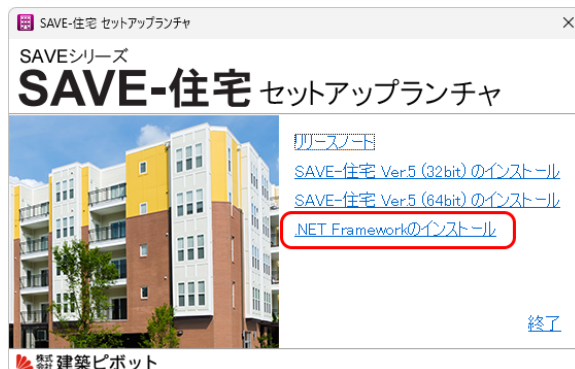 SAVE-住宅 セットアップランチャ
SAVEシリーズ
SAVE-住宅 セットアップランチャ
リリースノート
SAVE-住宅 Ver.5 (32bit) のインストール
SAVE-住宅 Ver.5 (64bit) のインストール
.NET Frameworkのインストール
終了
株式会社 建築ピボット